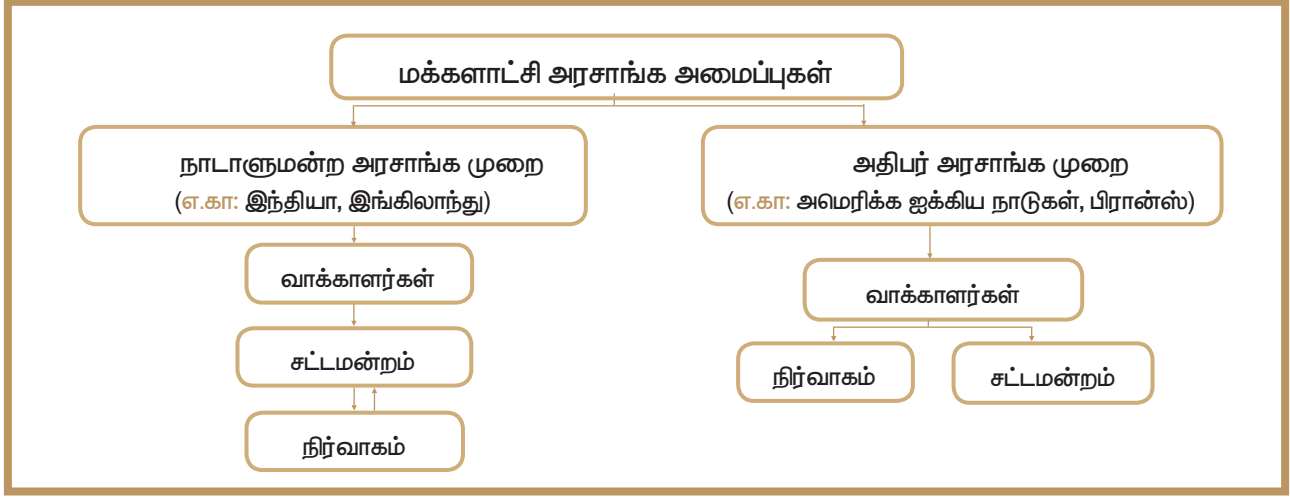 மக்களாட்சி அரசாங்க அமைப்புகள்
நாடாளுமன்ற அரசாங்க முறை
(எ.கா: இந்தியா, இங்கிலாந்து)
வாக்காளர்கள்
சட்டமன்றம்
நிர்வாகம்
அதிபர் அரசாங்க முறை
(எ.கா: அமெரிக்க ஐக்கிய நாடுகள், பிரான்ஸ்)
வாக்காளர்கள்
நிர்வாகம்
சட்டமன்றம்